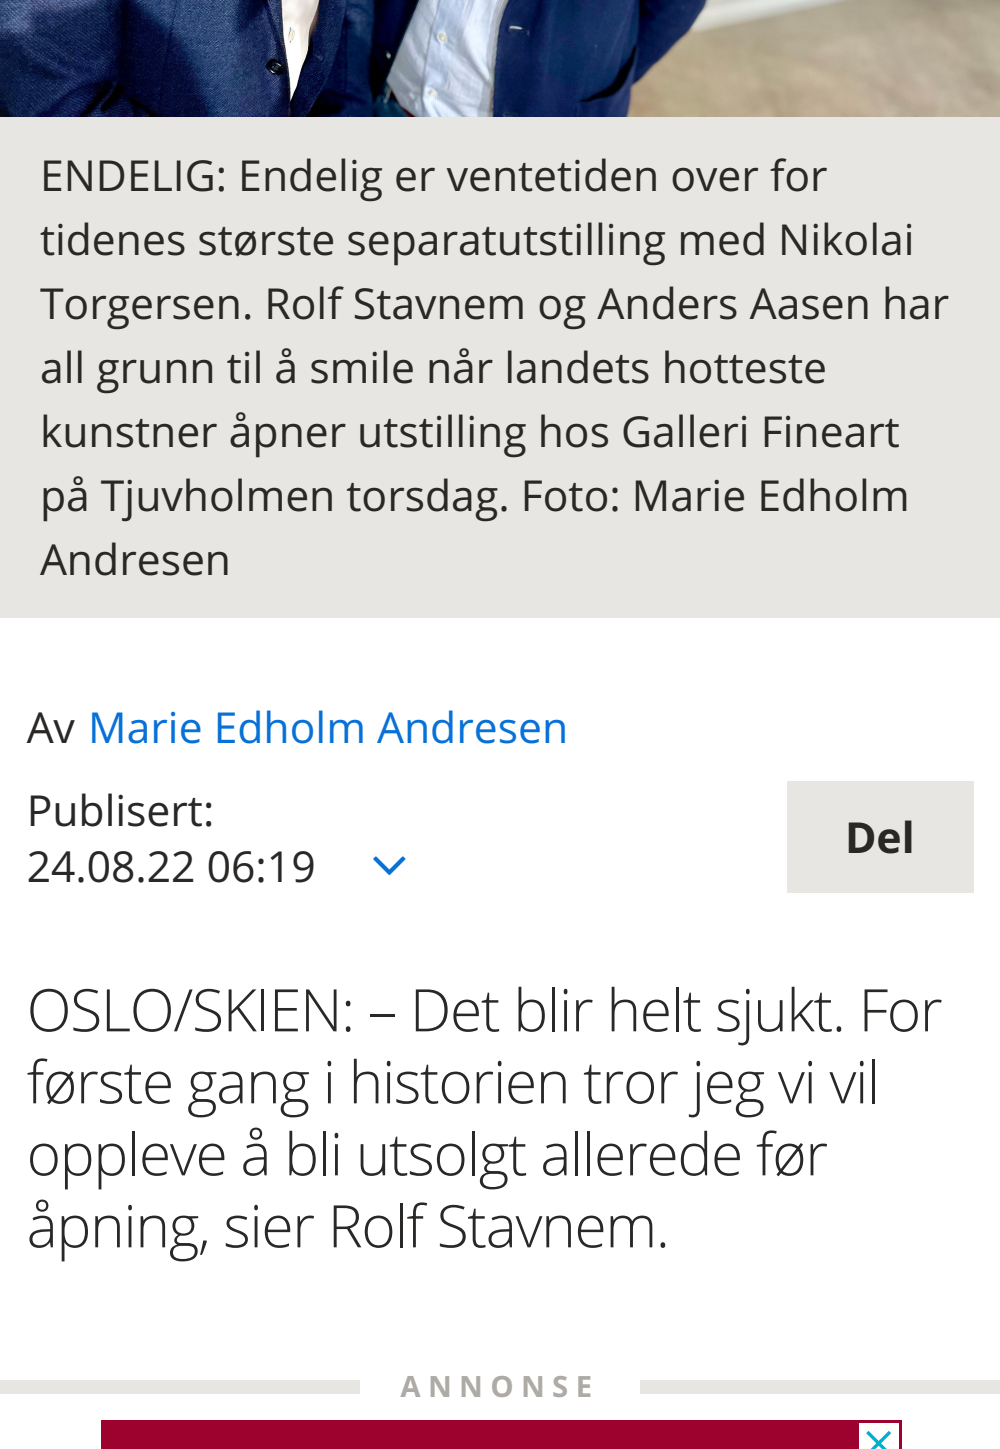 ENDELIG: Endelig er ventetiden over for
tidenes største separatutstilling med Nikolai
Torgersen. Rolf Stavnem og Anders Aasen har
all grunn til å smile når landets hotteste
kunstner åpner utstilling hos Galleri Fineart
på Tjuvholmen torsdag. Foto: Marie Edholm
Andresen
Av Marie Edholm Andresen
Publisert:
24.08.22 06:19
Del
OSLO/SKIEN: – Det blir helt sjukt. For
første gang i historien tror jeg vi vil
oppleve å bli utsolgt allerede før
åpning, sier Rolf Stavnem.
ANNONSE